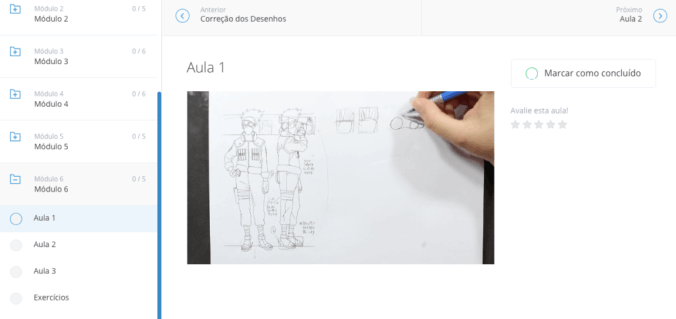 Módulo 2
0 / 5
Módulo 2
Módulo 3
0 / 6
Módulo 3
Módulo 4
0 / 6
Módulo 4
Módulo 5
0 / 5
Módulo 5
Módulo 6
0 / 5
Módulo 6
Aula 1
Aula 2
Aula 3
Exercícios
Anterior
Correção dos Desenhos
Próximo
Aula 2
Aula 1
Marcar como concluído
Avalie esta aula!